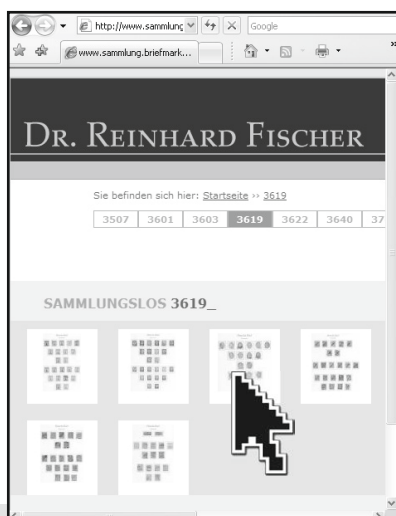 http://www.sammlung
Google
www.sammlung.briefmark...
DR. REINHARD FISCHER
Sie befinden sich hier: Startseite ›› 3619
3507 3601 3603 3619 3622 3640 37
SAMMLUNGSLOS 3619_